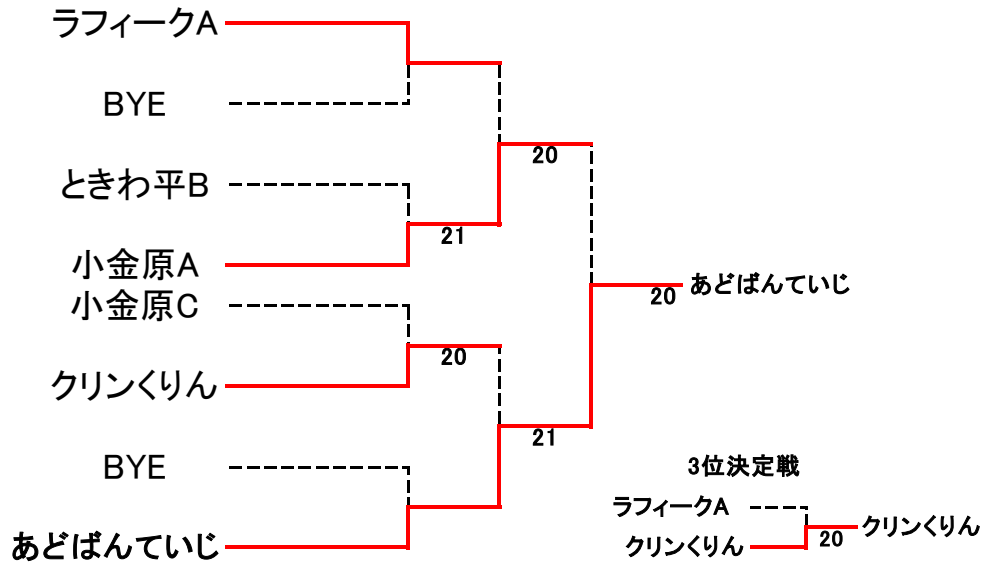 ラフィークA
BYE
20
ときわ平B
21
小金原A
あどばんていじ
20
小金原C
20
クリンくりん
21
BYE
3位決定戦
ラフィークA
クリンくりん
20
クリンくりん
あどばんていじ